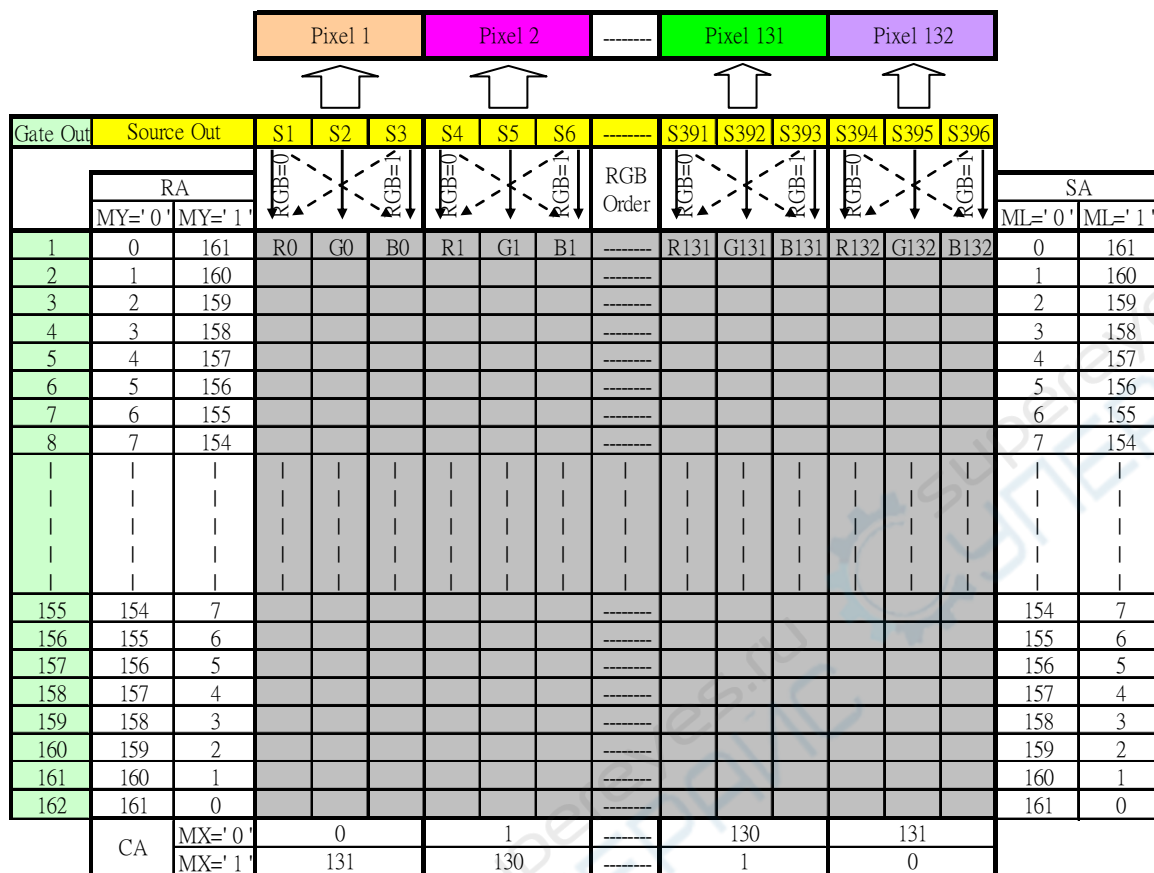 Pixel 1 Pixel 2 -------- Pixel 131 Pixel 132
Gate Out Source Out S1 S2 S3 S4 S5 S6 -------- S391 S392 S393 S394 S395 S396
RGB=0 RGB=1 RGB=0 RGB=1 RGB Order RGB=0 RGB=1 RGB=0 RGB=1
RA SA
MY=' 0 ' MY=' 1 ' ML=' 0 ' ML=' 1 '
1 0 161 R0 G0 B0 R1 G1 B1 -------- R131 G131 B131 R132 G132 B132 0 161
2 1 160 -------- 1 160
3 2 159 -------- 2 159
4 3 158 -------- 3 158
5 4 157 -------- 4 157
6 5 156 -------- 5 156
7 6 155 -------- 6 155
8 7 154 -------- 7 154
155 154 7 -------- 154 7
156 155 6 -------- 155 6
157 156 5 -------- 156 5
158 157 4 -------- 157 4
159 158 3 -------- 158 3
160 159 2 -------- 159 2
161 160 1 -------- 160 1
162 161 0 -------- 161 0
CA MX=' 0 ' 0 1 -------- 130 131
MX=' 1 ' 131 130 -------- 1 0